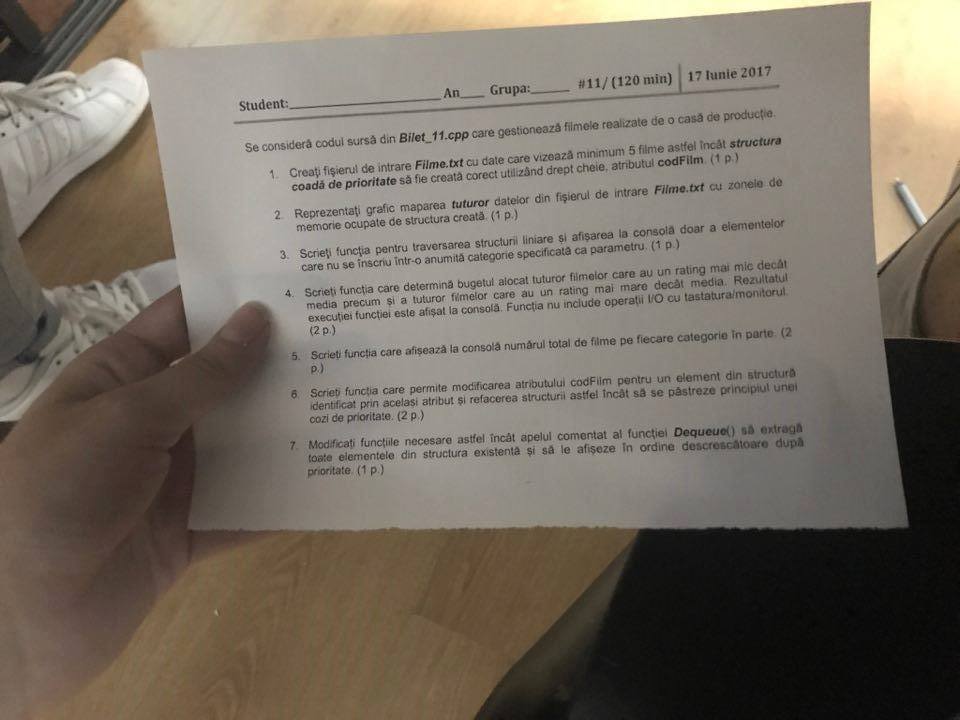 Student:____________________ An___ Grupa:_____ #11/ (120 min) | 17 Iunie 2017
Se consideră codul sursă din Bilet_11.cpp care gestionează filmele realizate de o casă de producție.
1. Creați fișierul de intrare Filme.txt cu date care vizează minimum 5 filme astfel încât structura
coadă de prioritate să fie creată corect utilizând drept cheie, atributul codFilm. (1 p.)
2. Reprezentați grafic maparea tuturor datelor din fișierul de intrare Filme.txt cu zonele de
memorie ocupate de structura creată. (1 p.)
3. Scrieți funcția pentru traversarea structurii liniare și afișarea la consolă doar a elementelor
care nu se înscriu într-o anumită categorie specificată ca parametru. (1 p.)
4. Scrieți funcția care determină bugetul alocat tuturor filmelor care au un rating mai mic decât
media precum și a tuturor filmelor care au un rating mai mare decât media. Rezultatul
execuției funcției este afișat la consolă. Funcția nu include operații I/O cu tastatura/monitorul.
(2 p.)
5. Scrieți funcția care afișează la consolă numărul total de filme pe fiecare categorie în parte. (2
p.)
6. Scrieți funcția care permite modificarea atributului codFilm pentru un element din structură
identificat prin același atribut și refacerea structurii astfel încât să se păstreze principiul unei
cozi de prioritate. (2 p.)
7. Modificați funcțiile necesare astfel încât apelul comentat al funcției Dequeue() să extragă
toate elementele din structura existentă și să le afișeze în ordine descrescătoare după
prioritate. (1 p.)